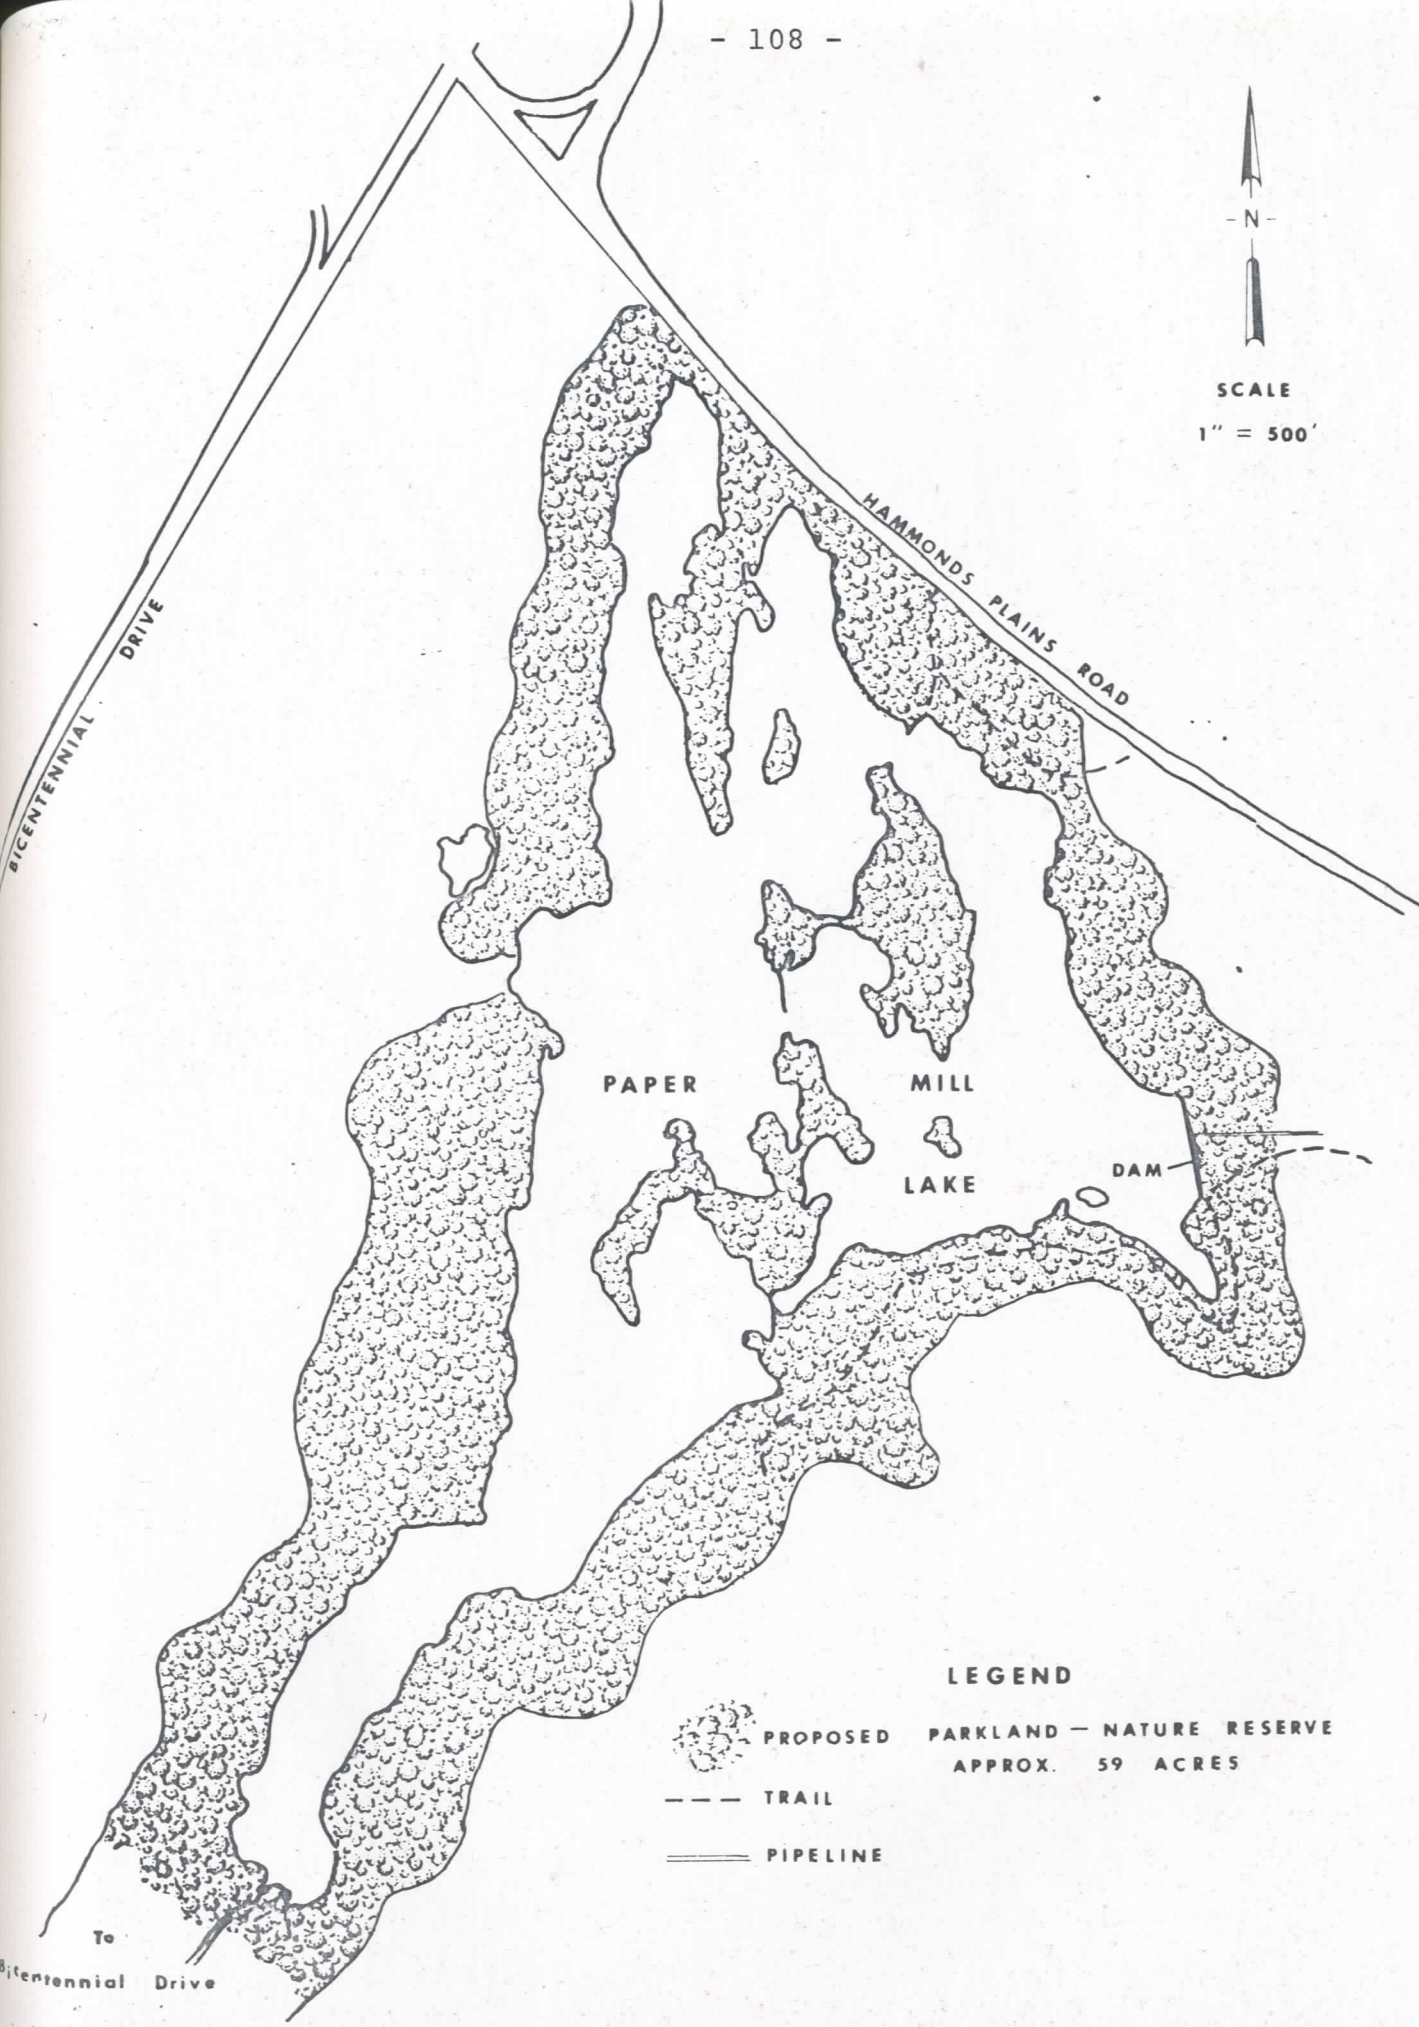 - 108 -
- N -
SCALE
1" = 500'
HAMMONDS PLAINS ROAD
BICENTENNIAL DRIVE
PAPER MILL
LAKE
DAM
LEGEND
PROPOSED PARKLAND — NATURE RESERVE
APPROX. 59 ACRES
TRAIL
PIPELINE
To
Bicentennial Drive